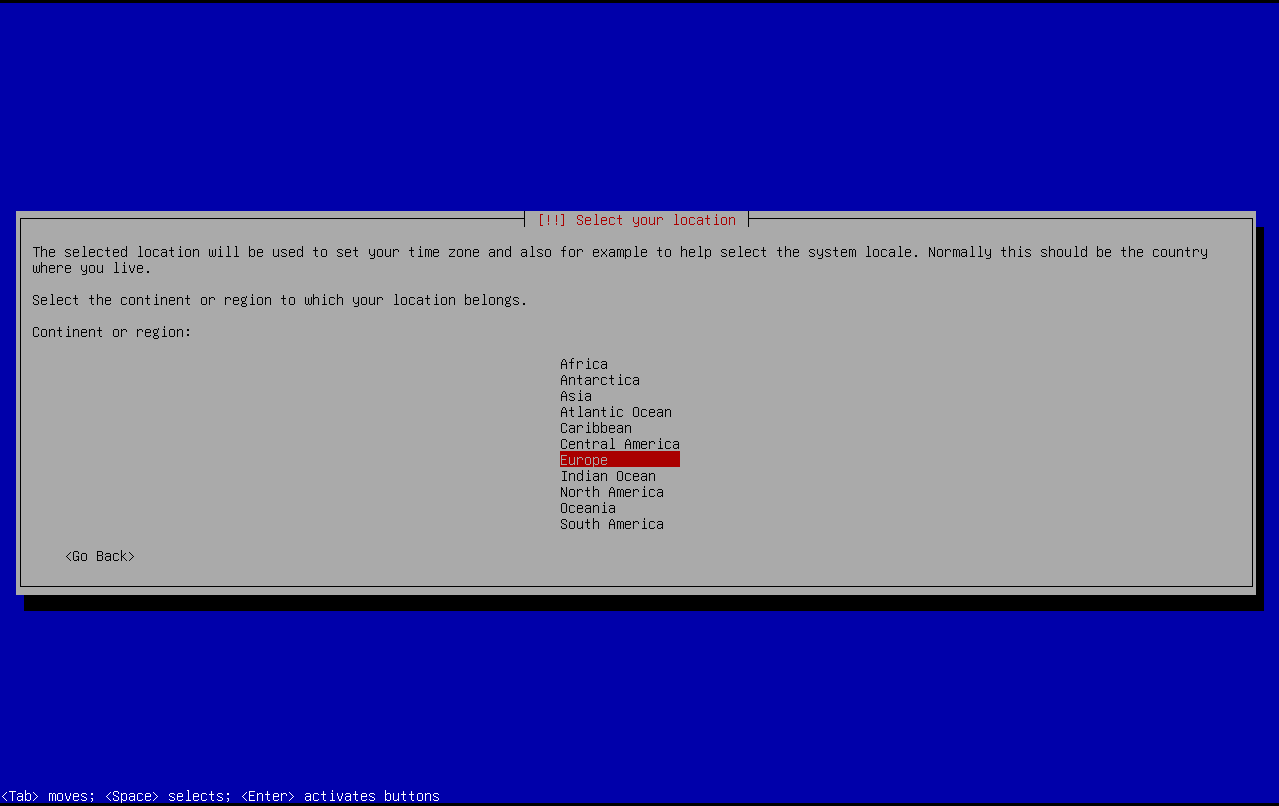 [!!] Select your location
The selected location will be used to set your time zone and also for example to help select the system locale. Normally this should be the country
where you live.
Select the continent or region to which your location belongs.
Continent or region:
Africa
Antarctica
Asia
Atlantic Ocean
Caribbean
Central America
Europe
Indian Ocean
North America
Oceania
South America
<Go Back>
<Tab> moves; <Space> selects; <Enter> activates buttons